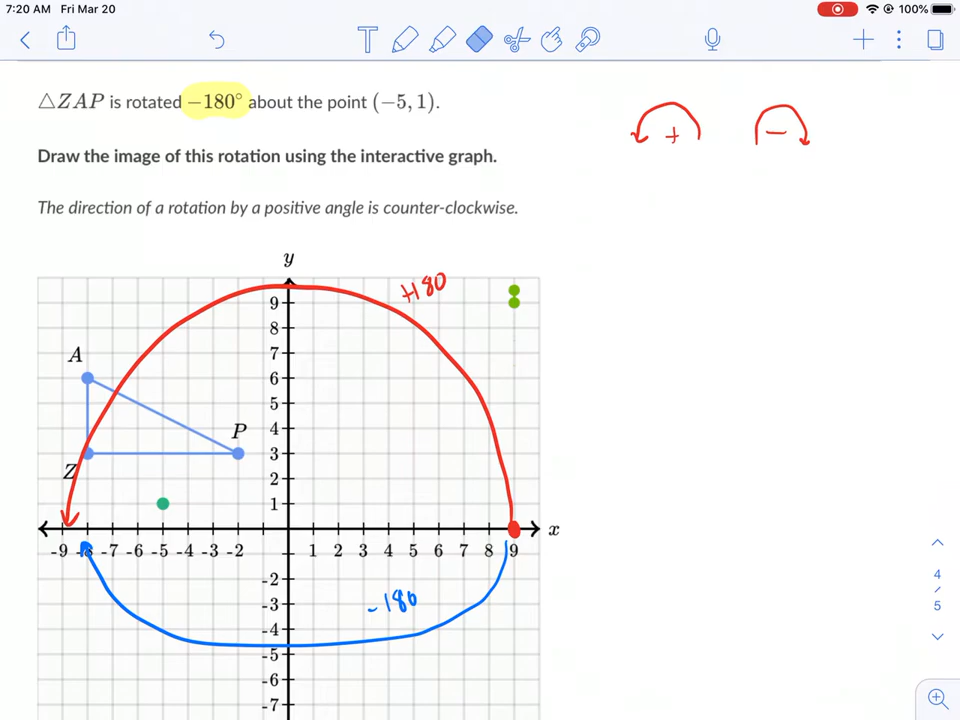 7:20 AM Fri Mar 20
100%
△ZAP is rotated −180° about the point (−5, 1).
+
−
Draw the image of this rotation using the interactive graph.
The direction of a rotation by a positive angle is counter-clockwise.
y
+180
9
8
A
7
6
5
P
4
3
Z
2
1
x
-9 -8 -7 -6 -5 -4 -3 -2
1 2 3 4 5 6 7 8 9
-2
-3
-180
-4
-5
-6
-7
4
/
5